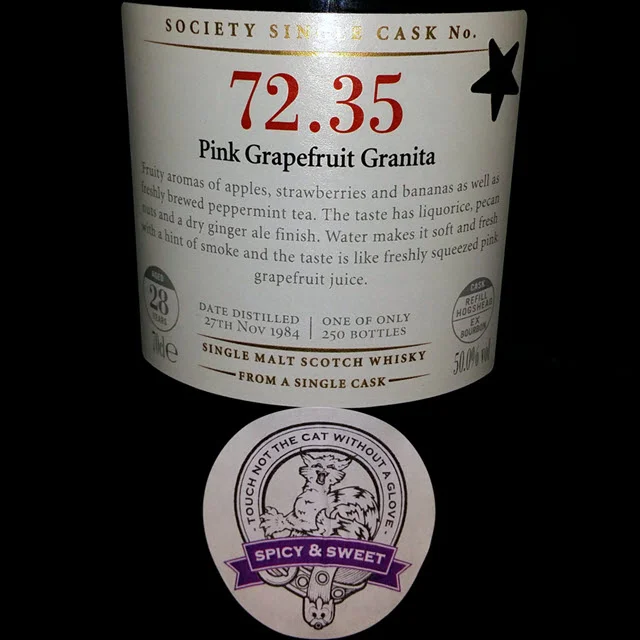 SOCIETY SINGLE CASK No.
72.35
Pink Grapefruit Granita
Fruity aromas of apples, strawberries and bananas as well as
freshly brewed peppermint tea. The taste has liquorice, pecan
nuts and a dry ginger ale finish. Water makes it soft and fresh
with a hint of smoke and the taste is like freshly squeezed pink
grapefruit juice.
AGED
28
YEARS
DATE DISTILLED
27TH NOV 1984
ONE OF ONLY
250 BOTTLES
CASK
REFILL
HOGSHEAD
EX
BOURBON
70cl e
SINGLE MALT SCOTCH WHISKY
50.0% vol
FROM A SINGLE CASK
TOUCH NOT THE CAT WITHOUT A GLOVE
SPICY & SWEET